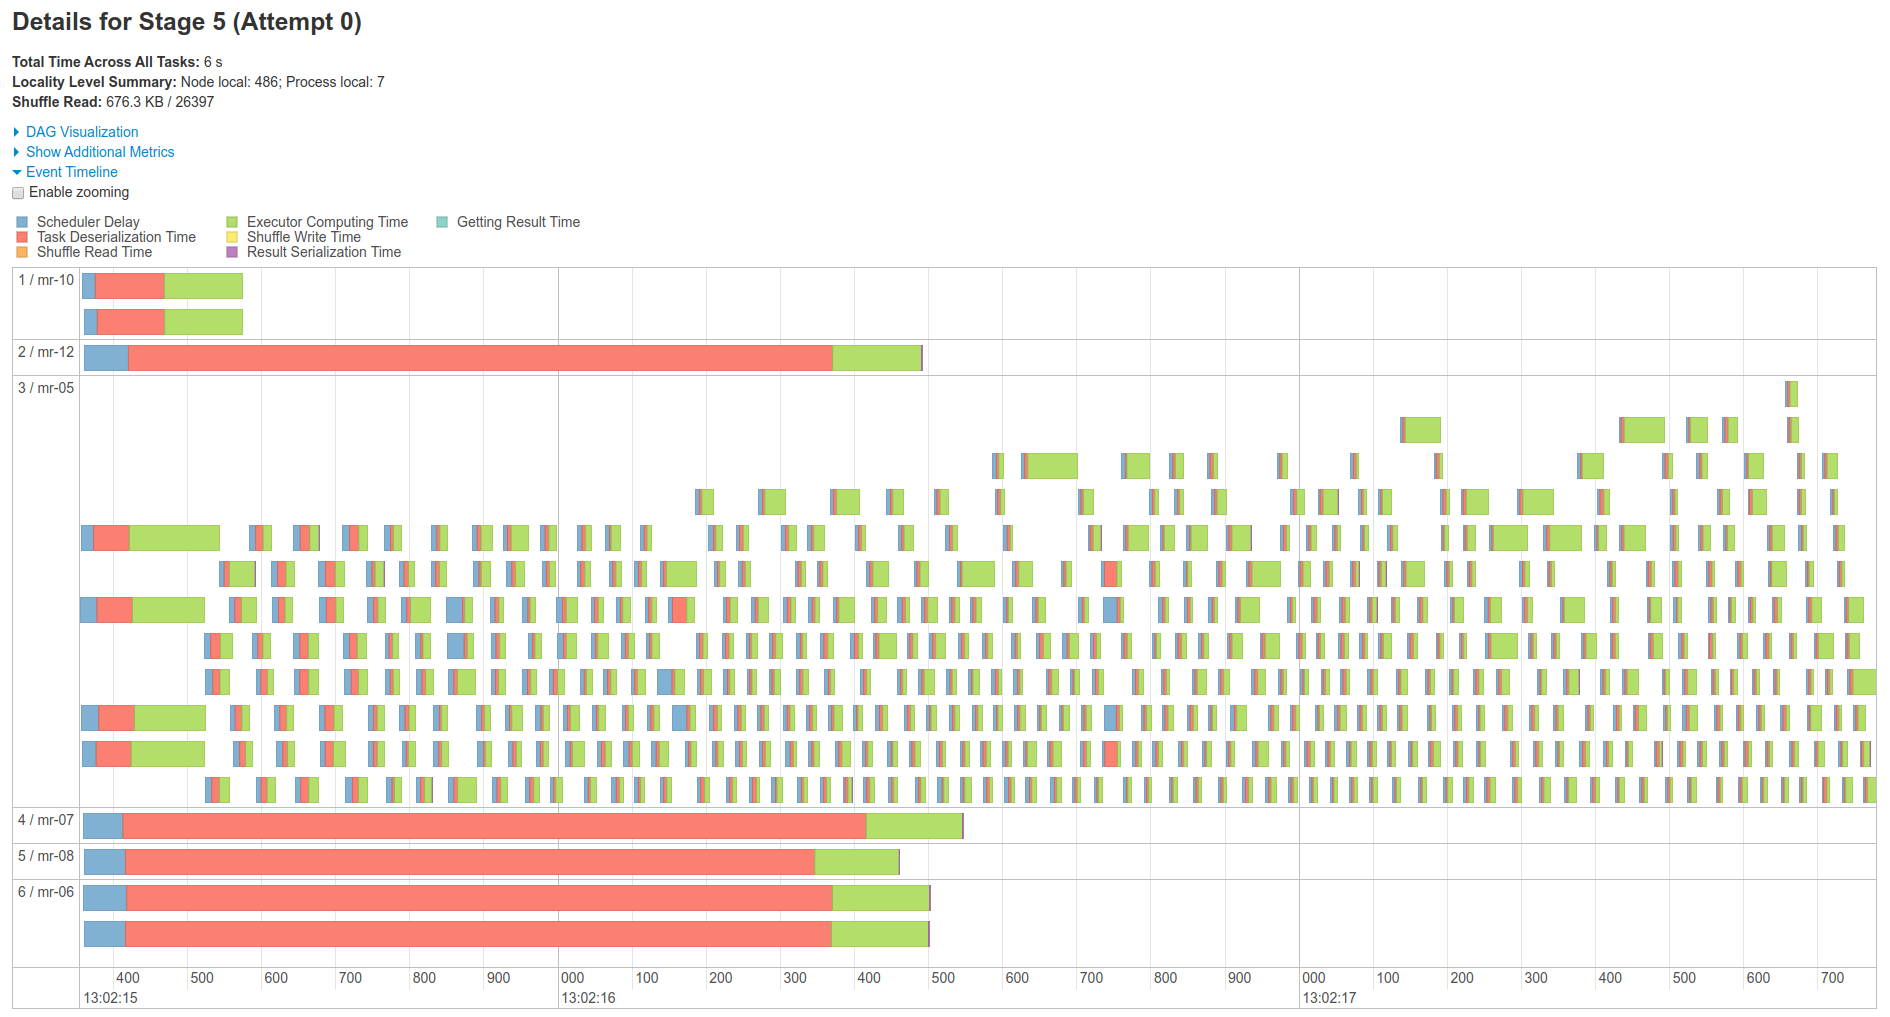 Details for Stage 5 (Attempt 0)
Total Time Across All Tasks: 6 s
Locality Level Summary: Node local: 486; Process local: 7
Shuffle Read: 676.3 KB / 26397
DAG Visualization
Show Additional Metrics
Event Timeline
Enable zooming
Scheduler Delay Executor Computing Time Getting Result Time
Task Deserialization Time Shuffle Write Time
Shuffle Read Time Result Serialization Time
1 / mr-10
2 / mr-12
3 / mr-05
4 / mr-07
5 / mr-08
6 / mr-06
400 500 600 700 800 900 000 100 200 300 400 500 600 700 800 900 000 100 200 300 400 500 600 700
13:02:15 13:02:16 13:02:17